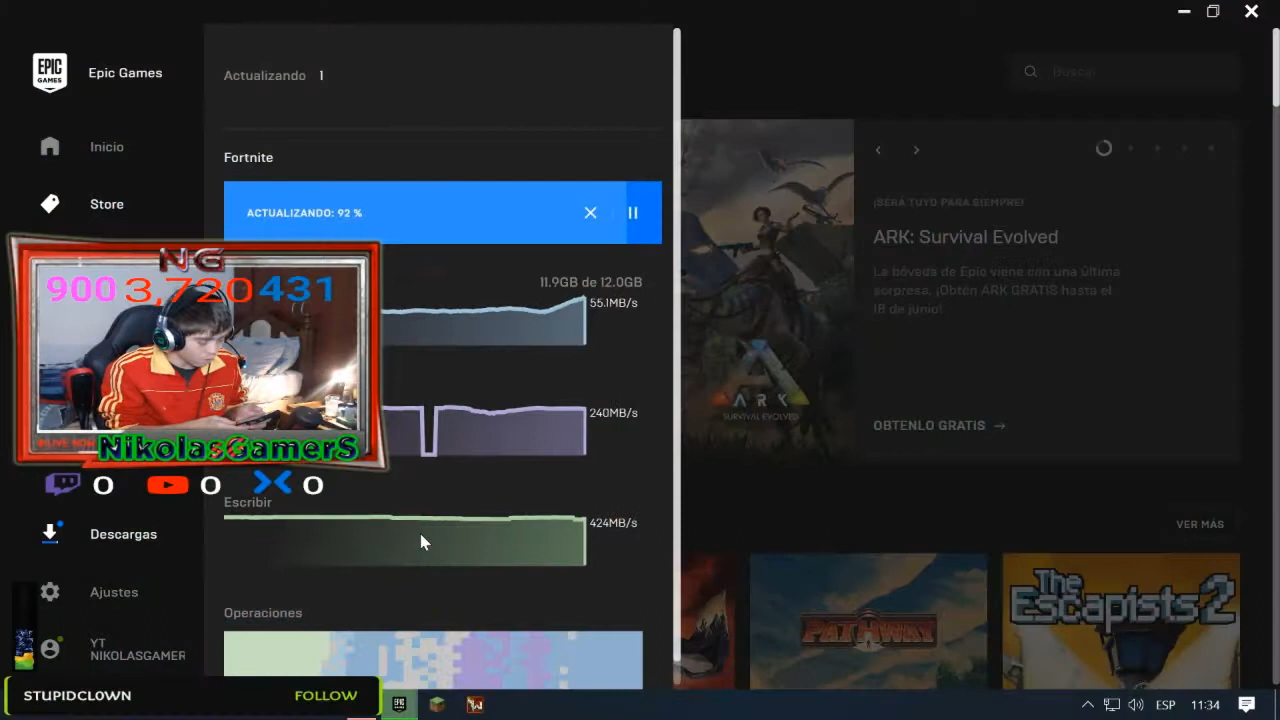 EPIC
GAMES
Epic Games
Inicio
Store
Actualizando 1
Fortnite
ACTUALIZANDO: 92 %
11.9GB de 12.0GB
55.1MB/s
240MB/s
Escribir
424MB/s
Operaciones
NG
900 3,720 431
NikolasGamerS
0 0 0
Descargas
Ajustes
YT
NIKOLASGAMER
STUPIDCL0WN FOLLOW
Buscar
¡SERÁ TUYO PARA SIEMPRE!
ARK: Survival Evolved
La bóveda de Epic viene con una última
sorpresa. ¡Obtén ARK GRATIS hasta el
18 de junio!
OBTENLO GRATIS
ARK
SURVIVAL EVOLVED
VER MÁS
PATHWAY
The
Escapists 2
ESP 11:34